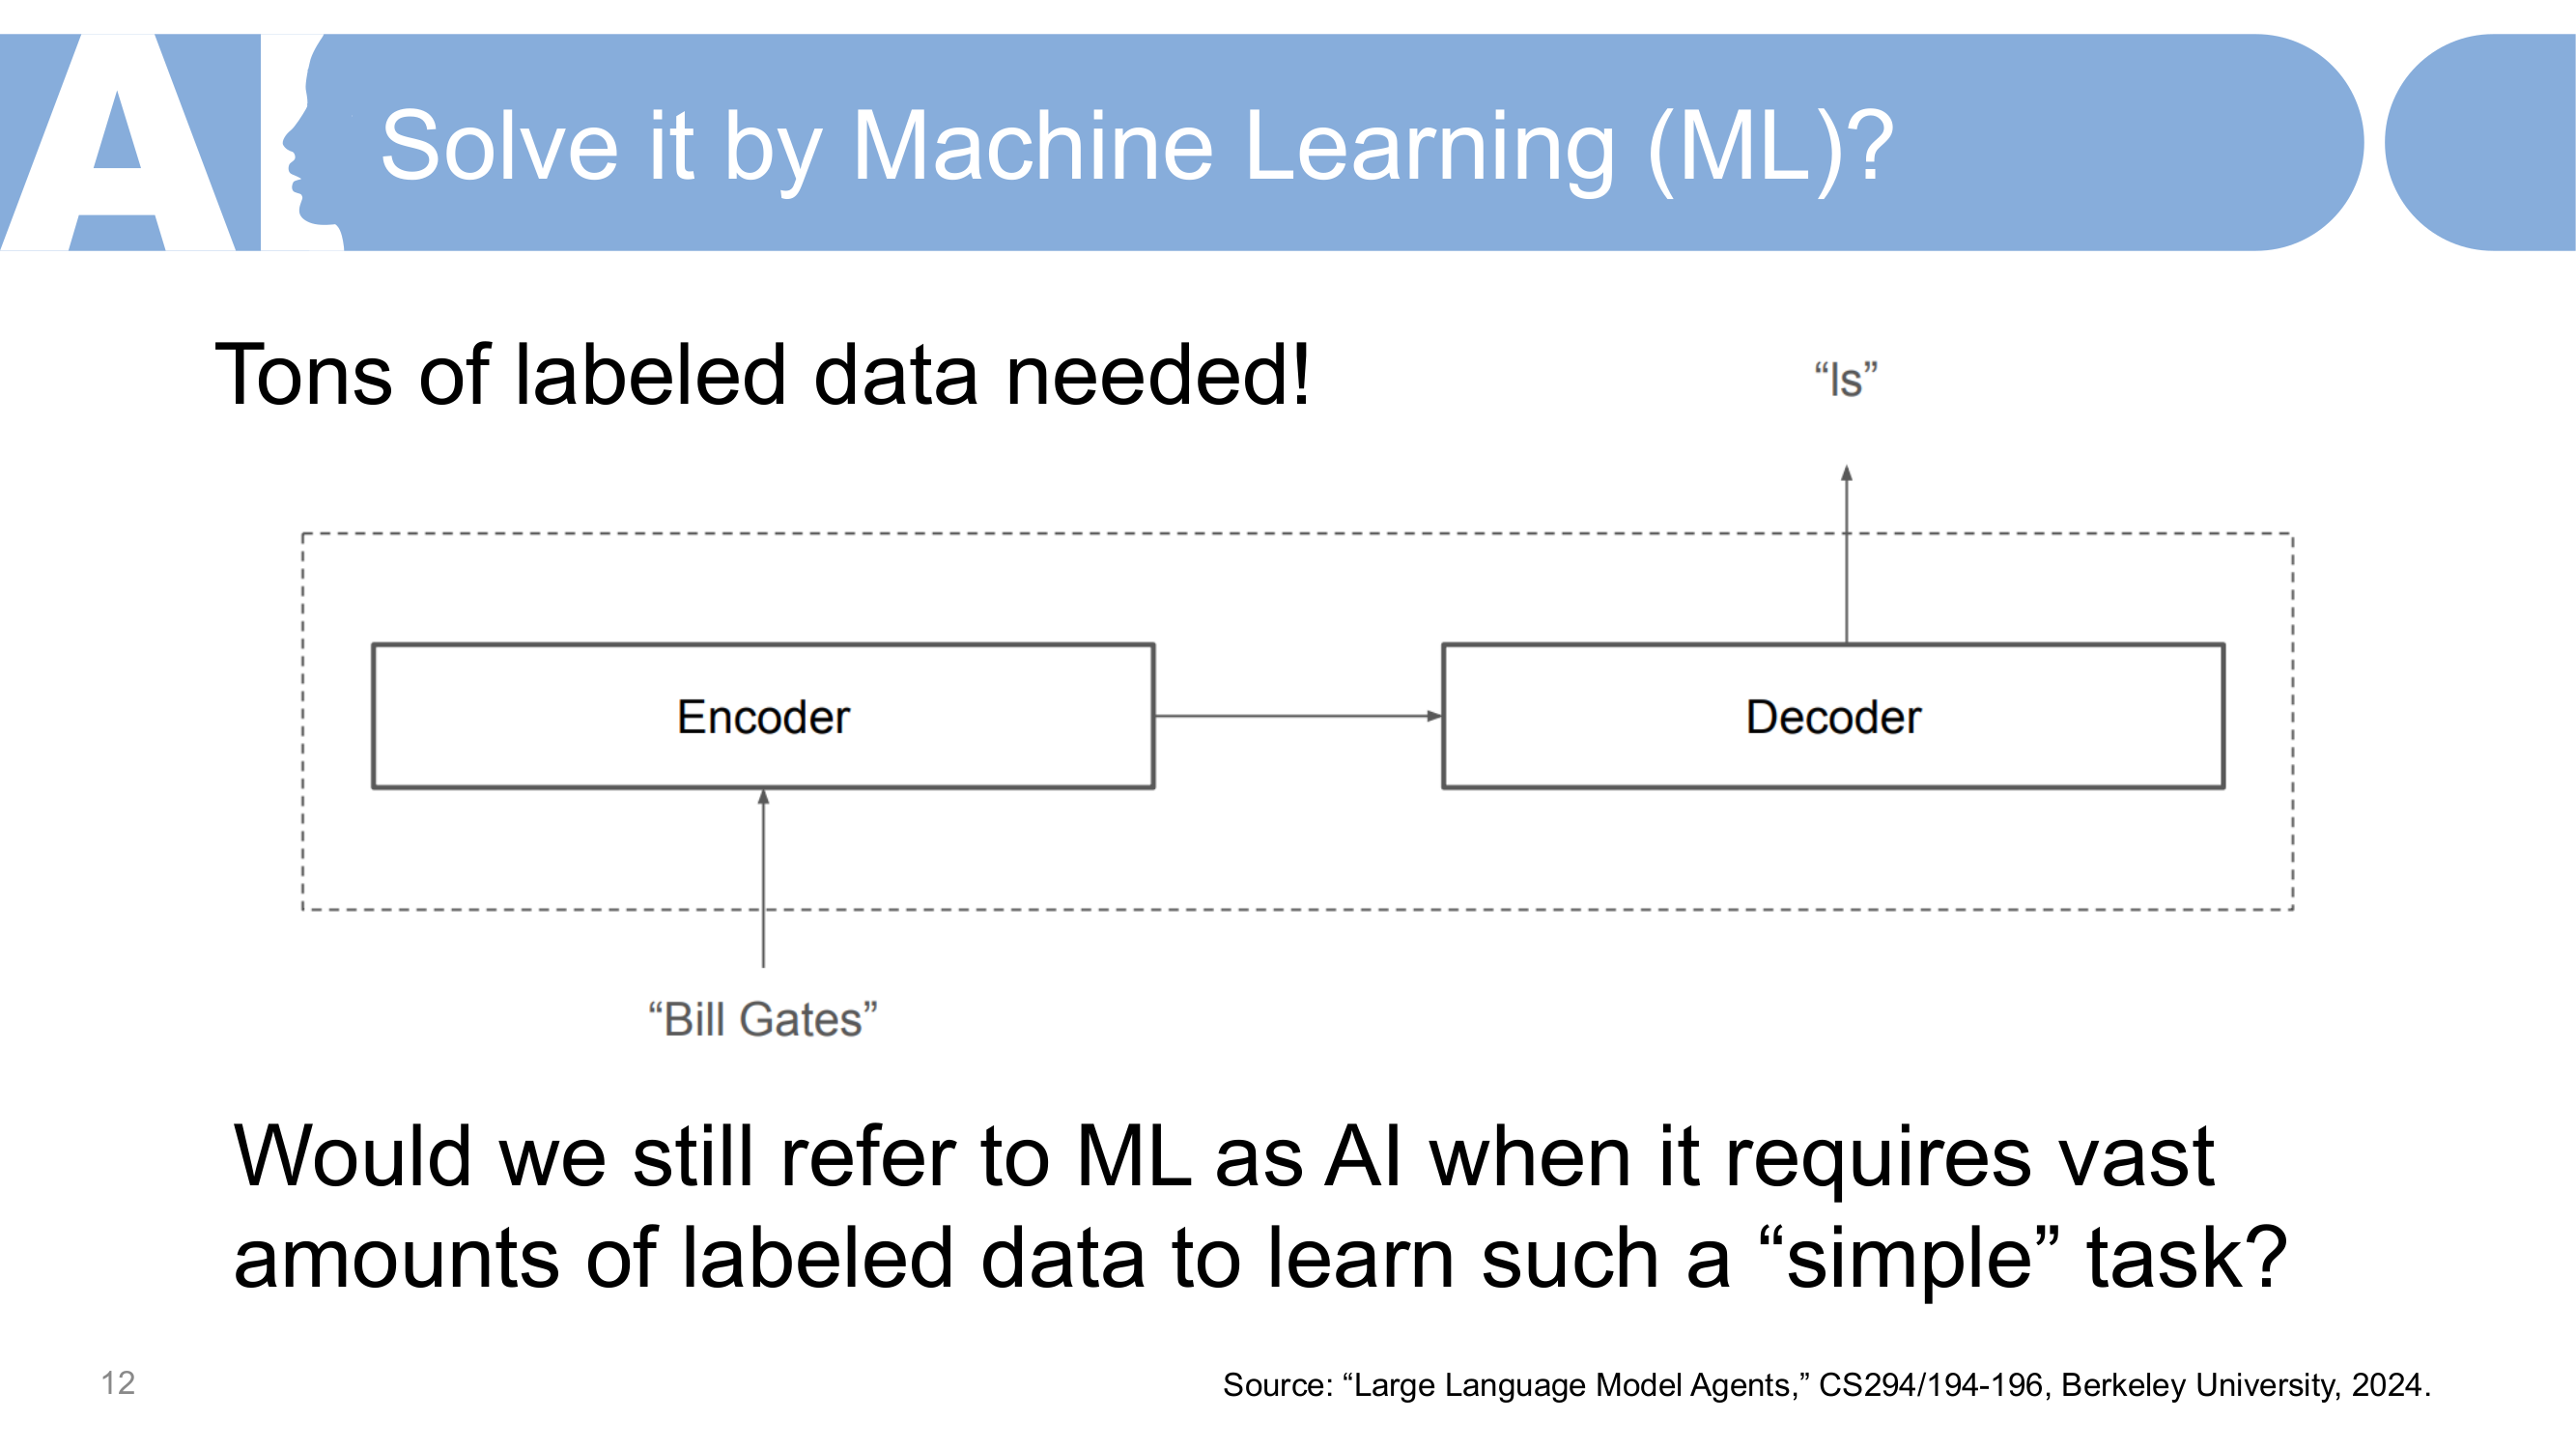 AI
Solve it by Machine Learning (ML)?
Tons of labeled data needed!
“Is”
Encoder
Decoder
“Bill Gates”
Would we still refer to ML as AI when it requires vast
amounts of labeled data to learn such a “simple” task?
12
Source: “Large Language Model Agents,” CS294/194-196, Berkeley University, 2024.